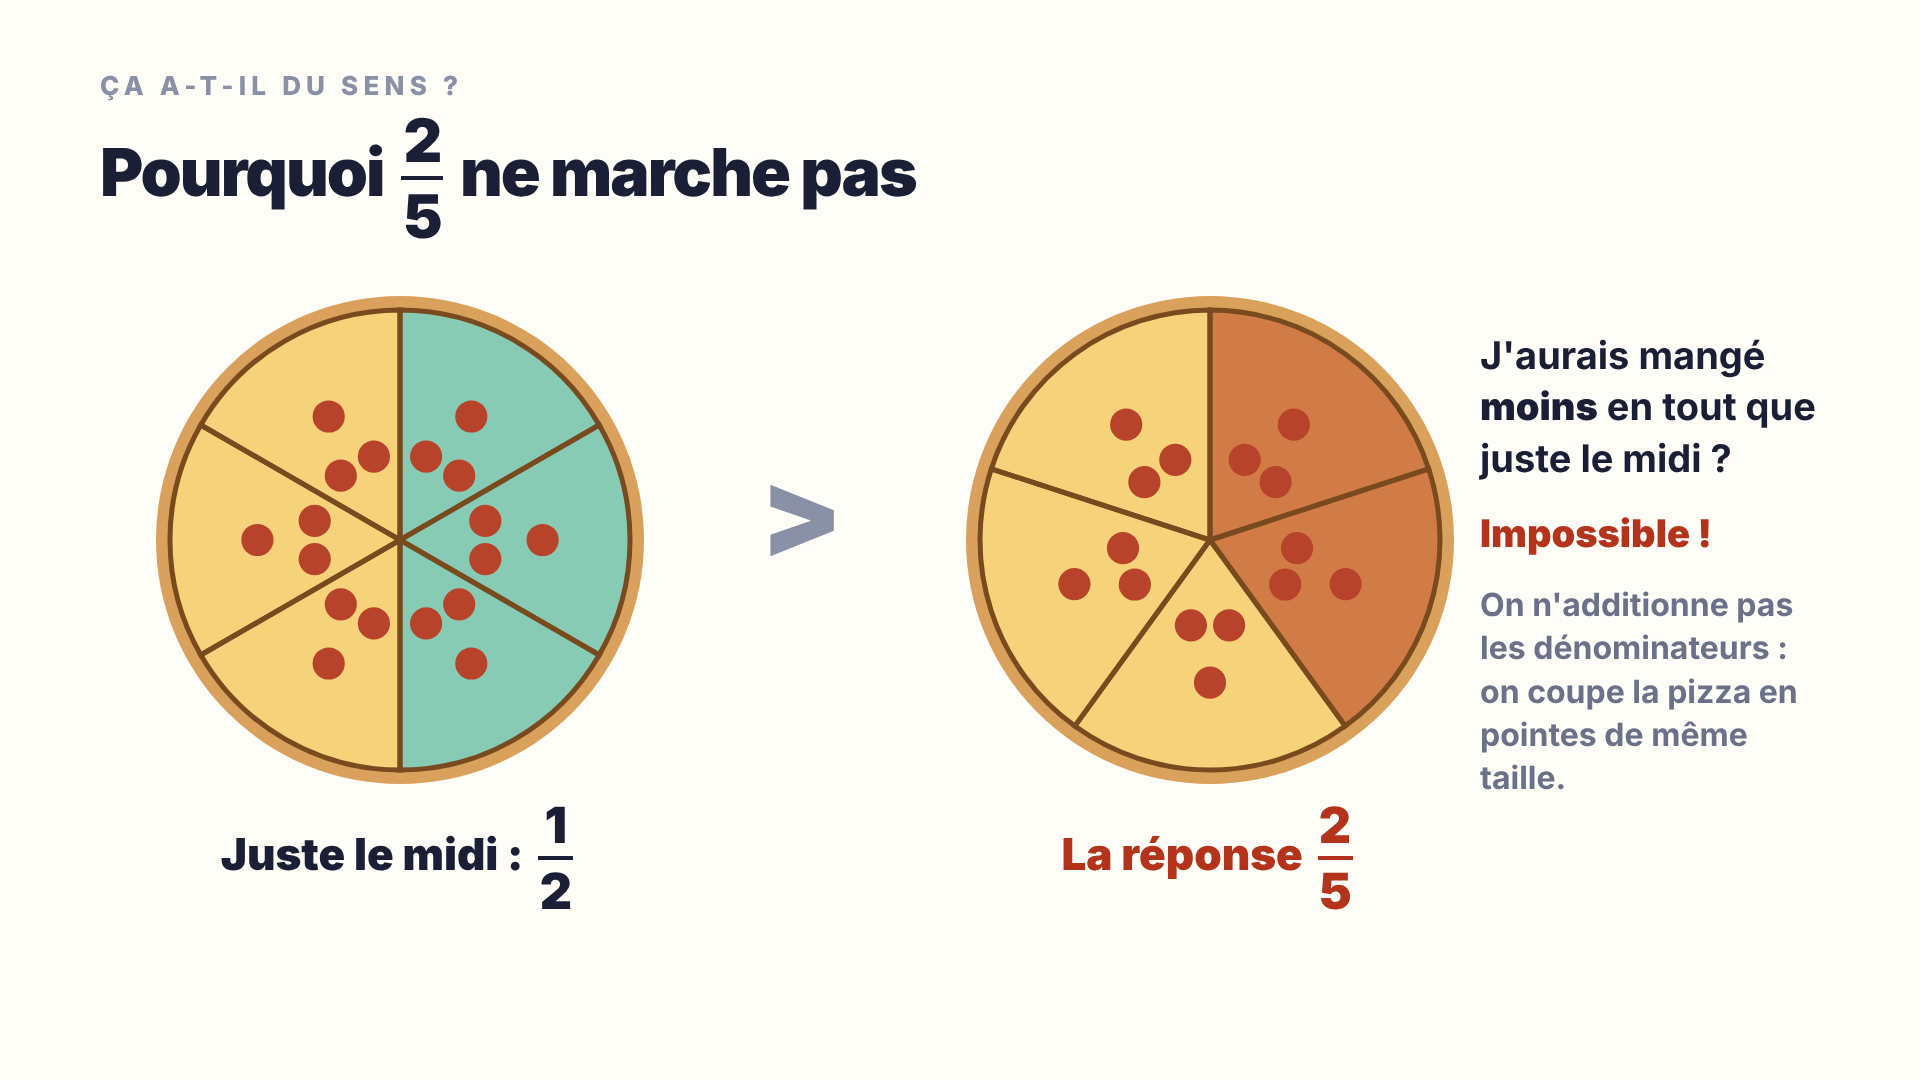 ÇA A-T-IL DU SENS ?
Pourquoi 2/5 ne marche pas
>
J'aurais mangé
moins en tout que
juste le midi ?
Impossible !
On n'additionne pas
les dénominateurs :
on coupe la pizza en
pointes de même
taille.
Juste le midi : 1/2
La réponse 2/5